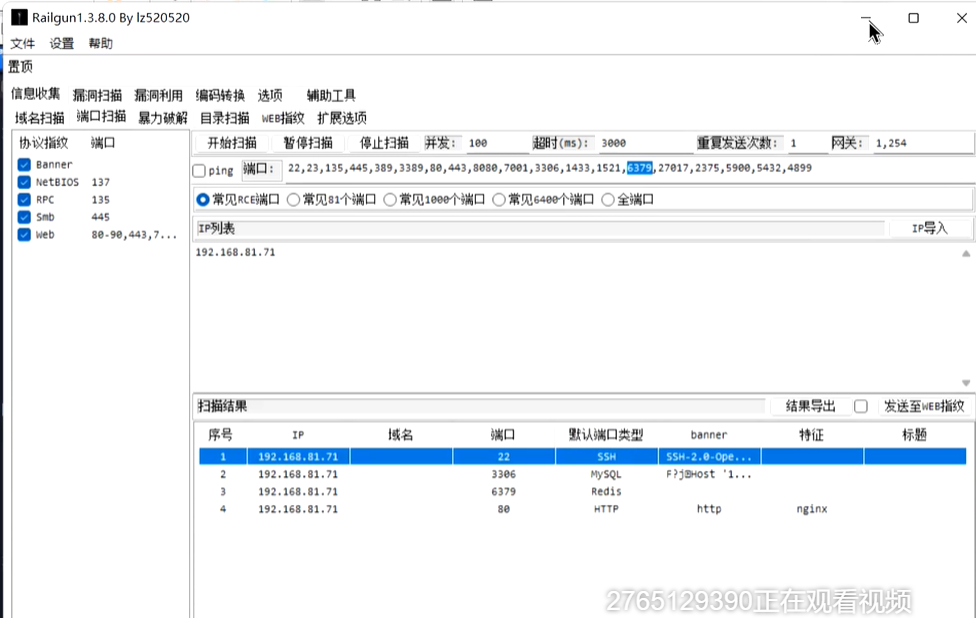 Railgun1.3.8.0 By lz520520
文件 设置 帮助
置顶
信息收集 漏洞扫描 漏洞利用 编码转换 选项 辅助工具
域名扫描 端口扫描 暴力破解 目录扫描 WEB指纹 扩展选项
协议指纹 端口
Banner
NetBIOS 137
RPC 135
Smb 445
Web 80-90,443,7...
开始扫描 暂停扫描 停止扫描 并发: 100 超时(ms): 3000 重复发送次数: 1 网关: 1,254
ping 端口: 22,23,135,445,389,3389,80,443,8080,7001,3306,1433,1521,6379,27017,2375,5900,5432,4899
常见RCE端口 常见81个端口 常见1000个端口 常见6400个端口 全端口
IP列表 IP导入
192.168.81.71
扫描结果 结果导出 发送至WEB指纹
序号 IP 域名 端口 默认端口类型 banner 特征 标题
1 192.168.81.71 22 SSH SSH-2.0-Ope...
2 192.168.81.71 3306 MySQL F?j@Host '1...
3 192.168.81.71 6379 Redis
4 192.168.81.71 80 HTTP http nginx
2765129390正在观看视频